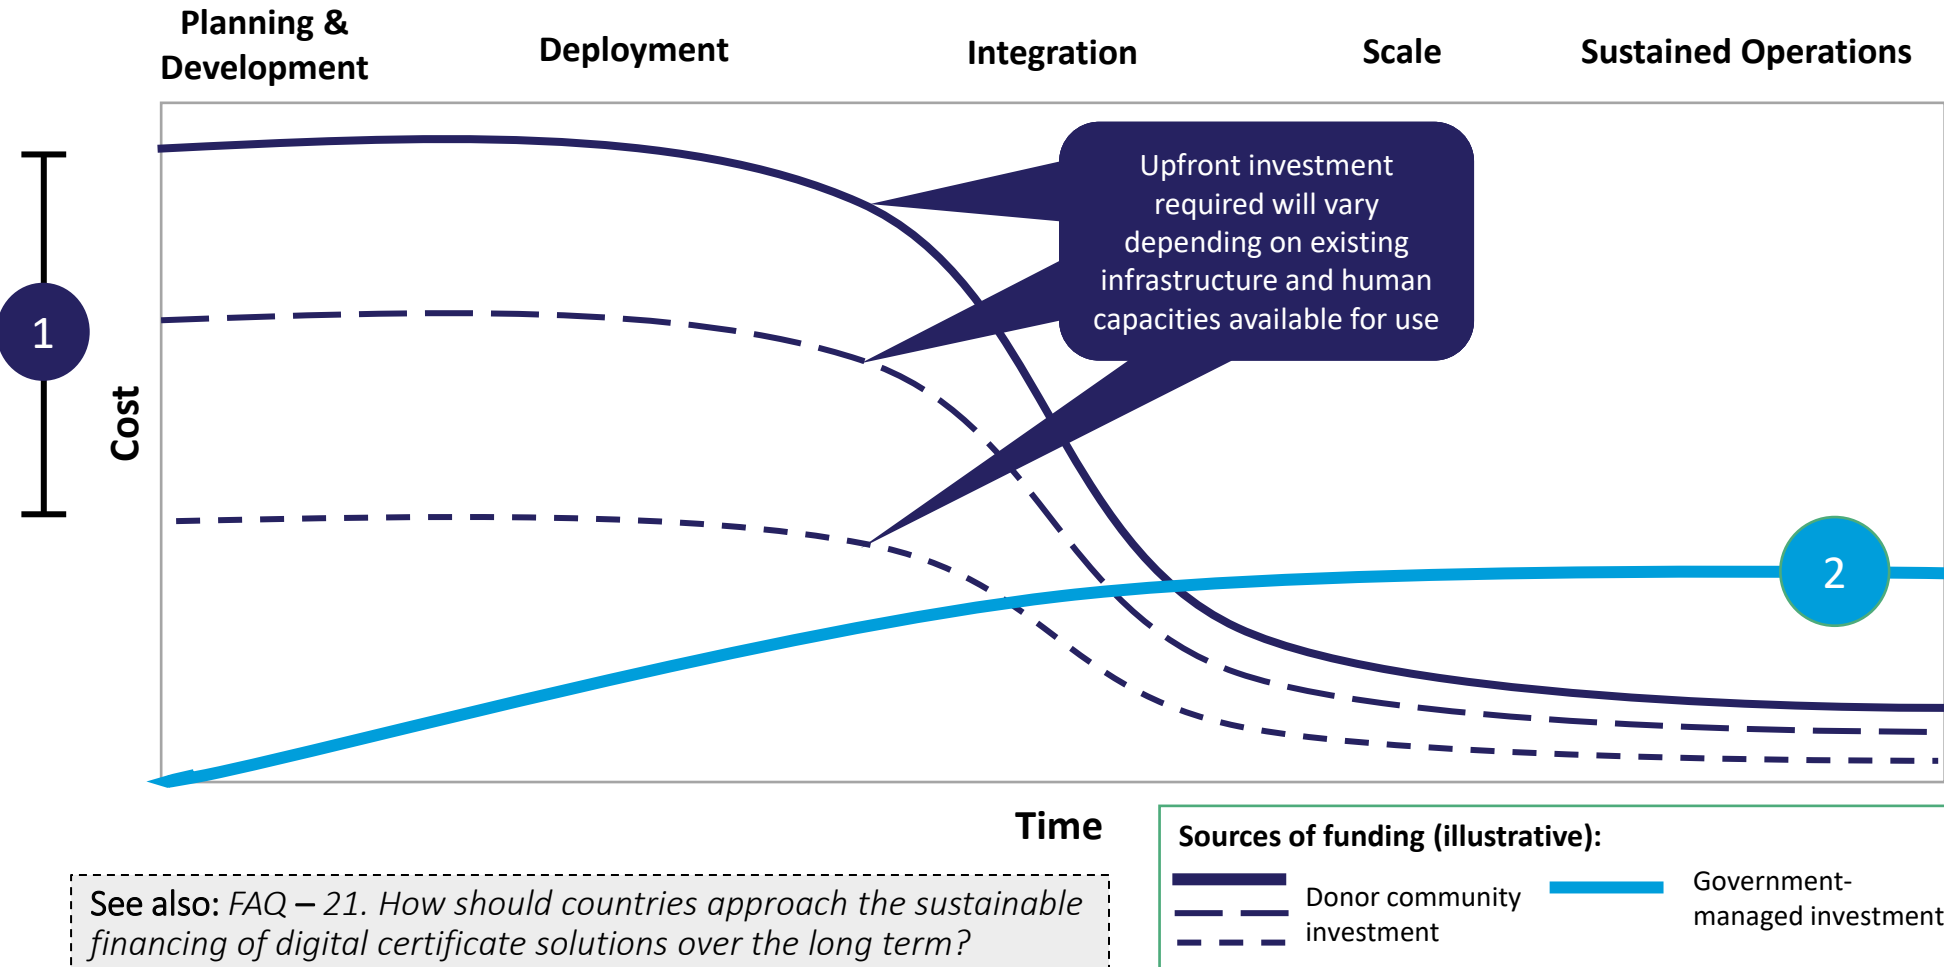 Planning &
Development
Deployment
Integration
Scale
Sustained Operations
Upfront investment
required will vary
depending on existing
infrastructure and human
capacities available for use
1
Cost
2
Time
Sources of funding (illustrative):
Donor community
investment
Government-
managed investment
See also: FAQ – 21. How should countries approach the sustainable
financing of digital certificate solutions over the long term?